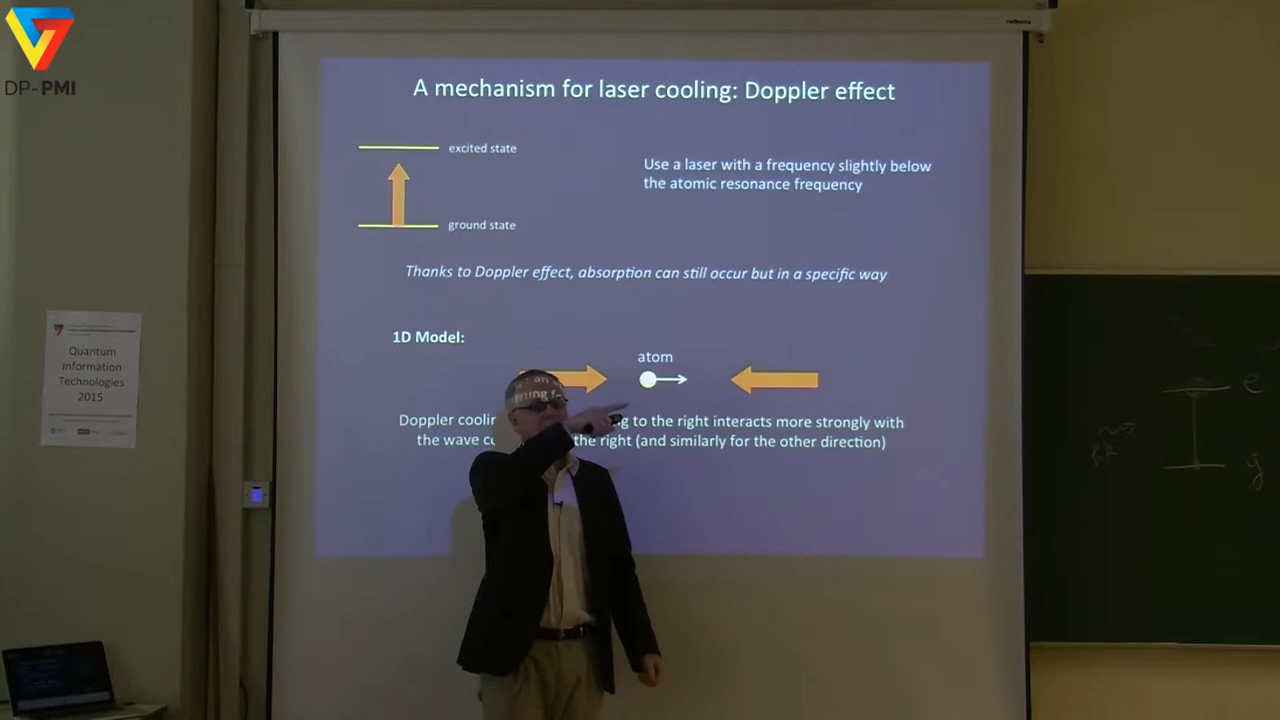 DP-PMI
reflecta
A mechanism for laser cooling: Doppler effect
excited state
Use a laser with a frequency slightly below
the atomic resonance frequency
ground state
Thanks to Doppler effect, absorption can still occur but in a specific way
1D Model:
atom
Doppler to the right interacts more strongly with
the wave the right (and similarly for the other direction)
Quantum
Information
Technologies
2015
e
g